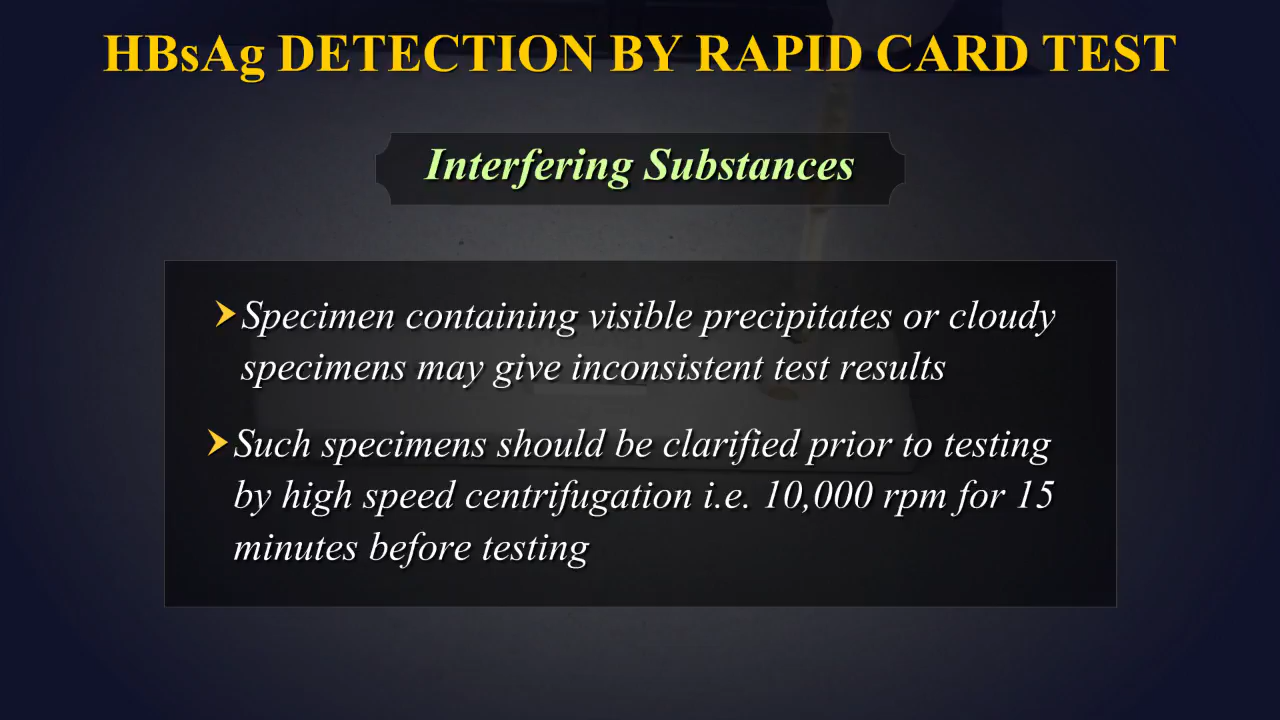 HBsAg DETECTION BY RAPID CARD TEST
Interfering Substances
Specimen containing visible precipitates or cloudy
specimens may give inconsistent test results
Such specimens should be clarified prior to testing
by high speed centrifugation i.e. 10,000 rpm for 15
minutes before testing